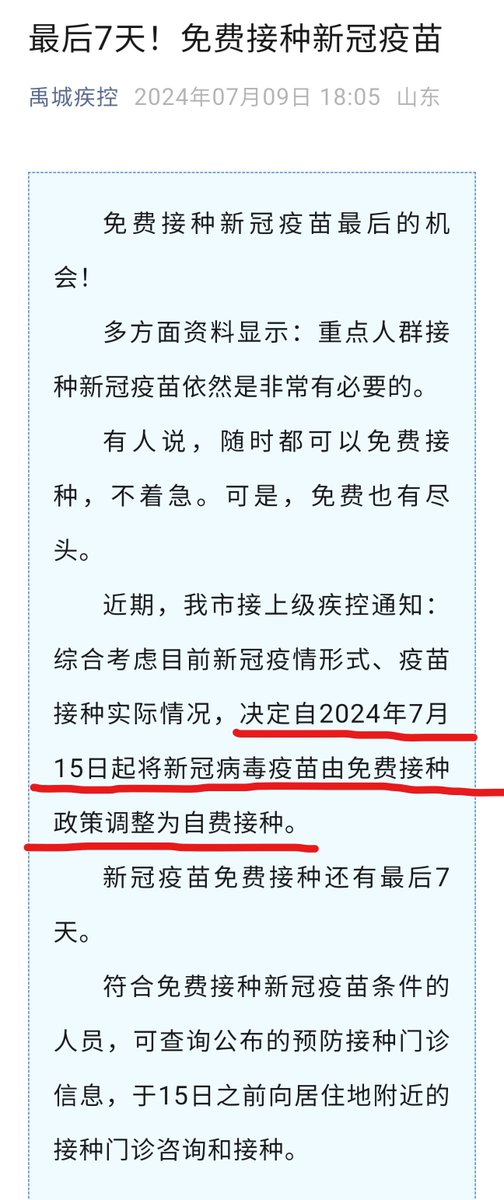 最后7天！免费接种新冠疫苗
禹城疾控 2024年07月09日 18:05 山东
免费接种新冠疫苗最后的机
会！
多方面资料显示：重点人群接
种新冠疫苗依然是非常有必要的。
有人说，随时都可以免费接
种，不着急。可是，免费也有尽
头。
近期，我市接上级疾控通知：
综合考虑目前新冠疫情形式、疫苗
接种实际情况，决定自2024年7月
15日起将新冠病毒疫苗由免费接种
政策调整为自费接种。
新冠疫苗免费接种还有最后7
天。
符合免费接种新冠疫苗条件的
人员，可查询公布的预防接种门诊
信息，于15日之前向居住地附近的
接种门诊咨询和接种。